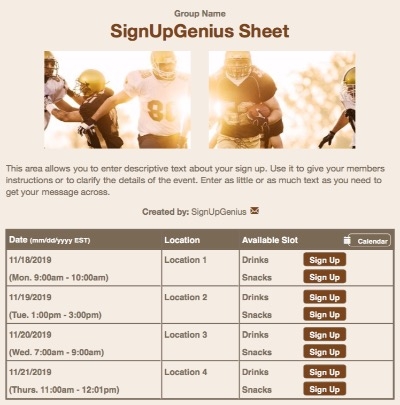 Group Name
SignUpGenius Sheet
8
This area allows you to enter descriptive text about your sign up. Use it to give your members
instructions or to clarify the details of the event. Enter as little or as much text as you need to
get your message across.
Created by: SignUpGenius
Date (mm/dd/yyyy EST) Location Available Slot Calendar
11/18/2019 Location 1 Drinks Sign Up
(Mon. 9:00am - 10:00am) Snacks Sign Up
11/19/2019 Location 2 Drinks Sign Up
(Tue. 1:00pm - 3:00pm) Snacks Sign Up
11/20/2019 Location 3 Drinks Sign Up
(Wed. 7:00am - 9:00am) Snacks Sign Up
11/21/2019 Location 4 Drinks Sign Up
(Thurs. 11:00am - 12:01pm) Snacks Sign Up